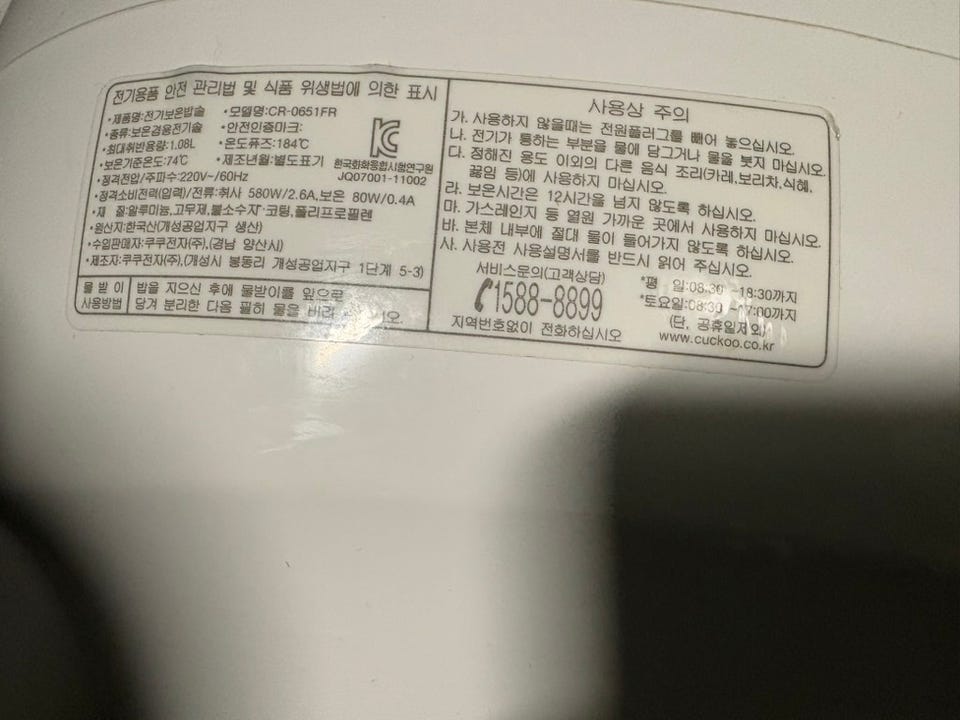 전기용품 안전 관리법 및 식품 위생법에 의한 표시
·제품명:전기보온밥솥 ·모델명:CR-0651FR
·종류:보온겸용전기솥 ·안전인증마크:
·최대취반용량:1.08L ·온도퓨즈:184℃
·보온기준온도:74℃ ·제조년월:별도표기
한국화학융합시험연구원
JQ07001-11002
·정격전압/주파수:220V~/60Hz
·정격소비전력(입력)/전류:취사 580W/2.6A,보온 80W/0.4A
·재 질:알루미늄,고무제,불소수지 코팅,폴리프로필렌
·원산지:한국산(개성공업지구 생산)
·수입판매자:쿠쿠전자(주),(경남 양산시)
·제조자:쿠쿠전자(주),(개성시 봉동리 개성공업지구 1단계 5-3)
물 받 이
사용방법
밥을 지으신 후에 물받이를 앞으로
당겨 분리한 다음 필히 물을 버려
사용상 주의
가. 사용하지 않을때는 전원플러그를 빼어 놓으십시오.
나. 전기가 통하는 부분을 물에 담그거나 물을 붓지 마십시오.
다. 정해진 용도 이외의 다른 음식 조리(카레,보리차,식혜,
끓임 등)에 사용하지 마십시오.
라. 보온시간은 12시간을 넘지 않도록 하십시오.
마. 가스레인지 등 열원 가까운 곳에서 사용하지 마십시오.
바. 본체 내부에 절대 물이 들어가지 않도록 하십시오.
사. 사용전 사용설명서를 반드시 읽어 주십시오.
서비스문의(고객상담)
1588-8899
지역번호없이 전화하십시오
*평 일:08:30 18:30까지
*토요일:08:30
(단, 공휴일제외)
www.cuckoo.co.kr